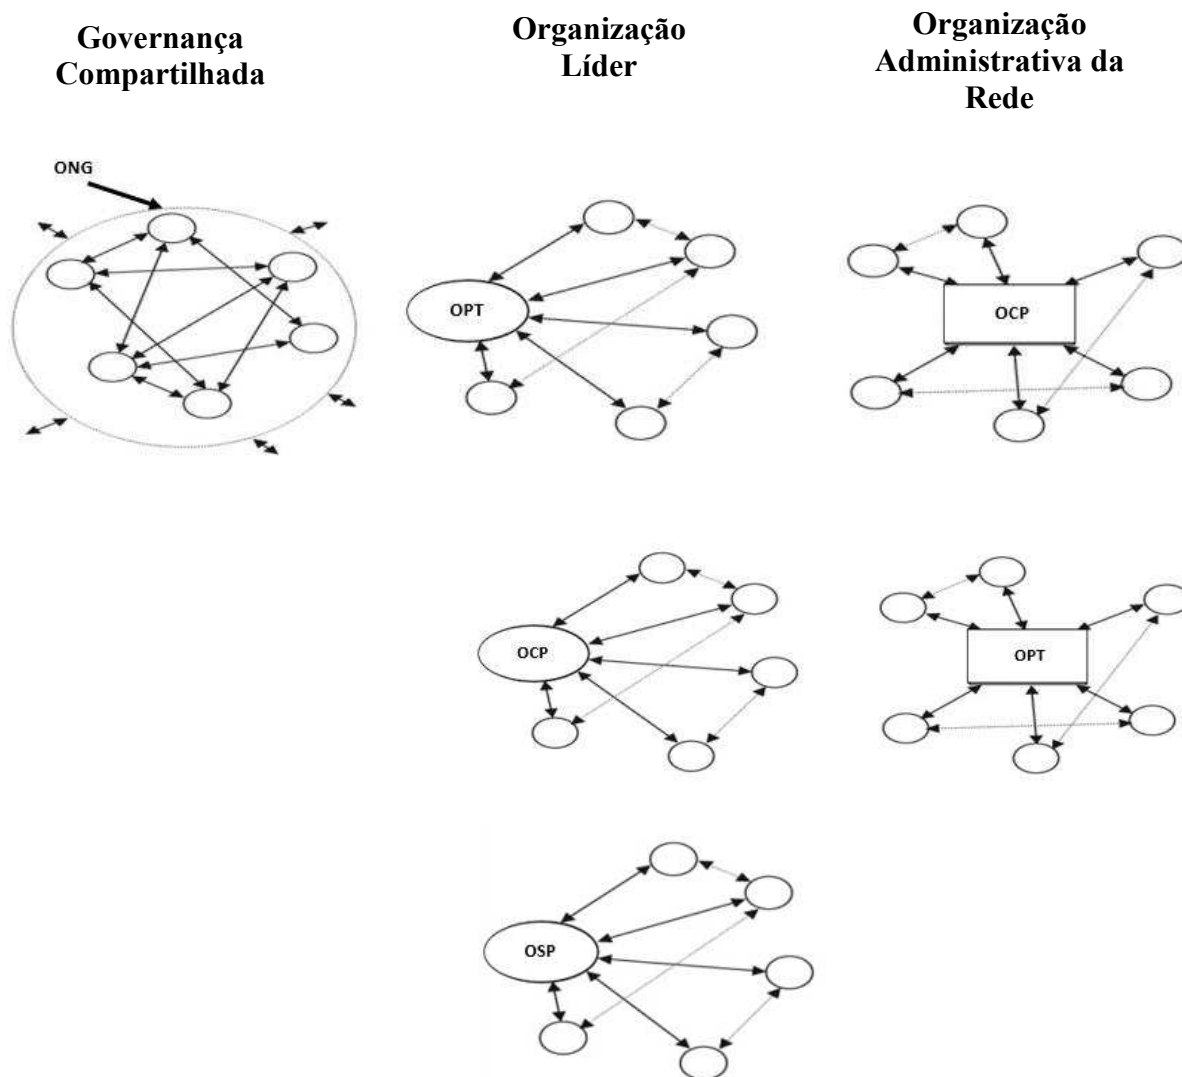 Governança
Compartilhada
Organização
Líder
Organização
Administrativa da
Rede
ONG
OPT
OCP
OCP
OPT
OSP